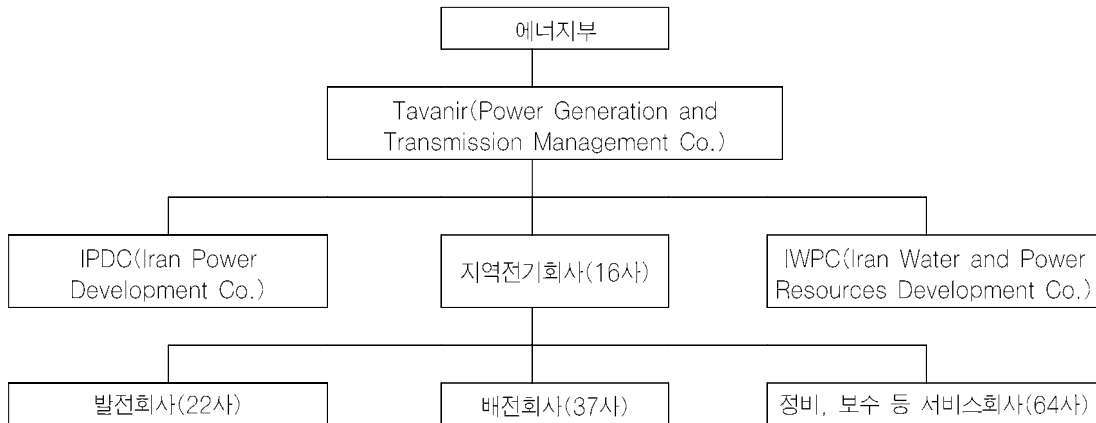 에너지부
Tavanir(Power Generation and
Transmission Management Co.)
IPDC(Iran Power
Development Co.)
지역전기회사(16사)
IWPC(Iran Water and Power
Resources Development Co.)
발전회사(22사)
배전회사(37사)
정비, 보수 등 서비스회사(64사)